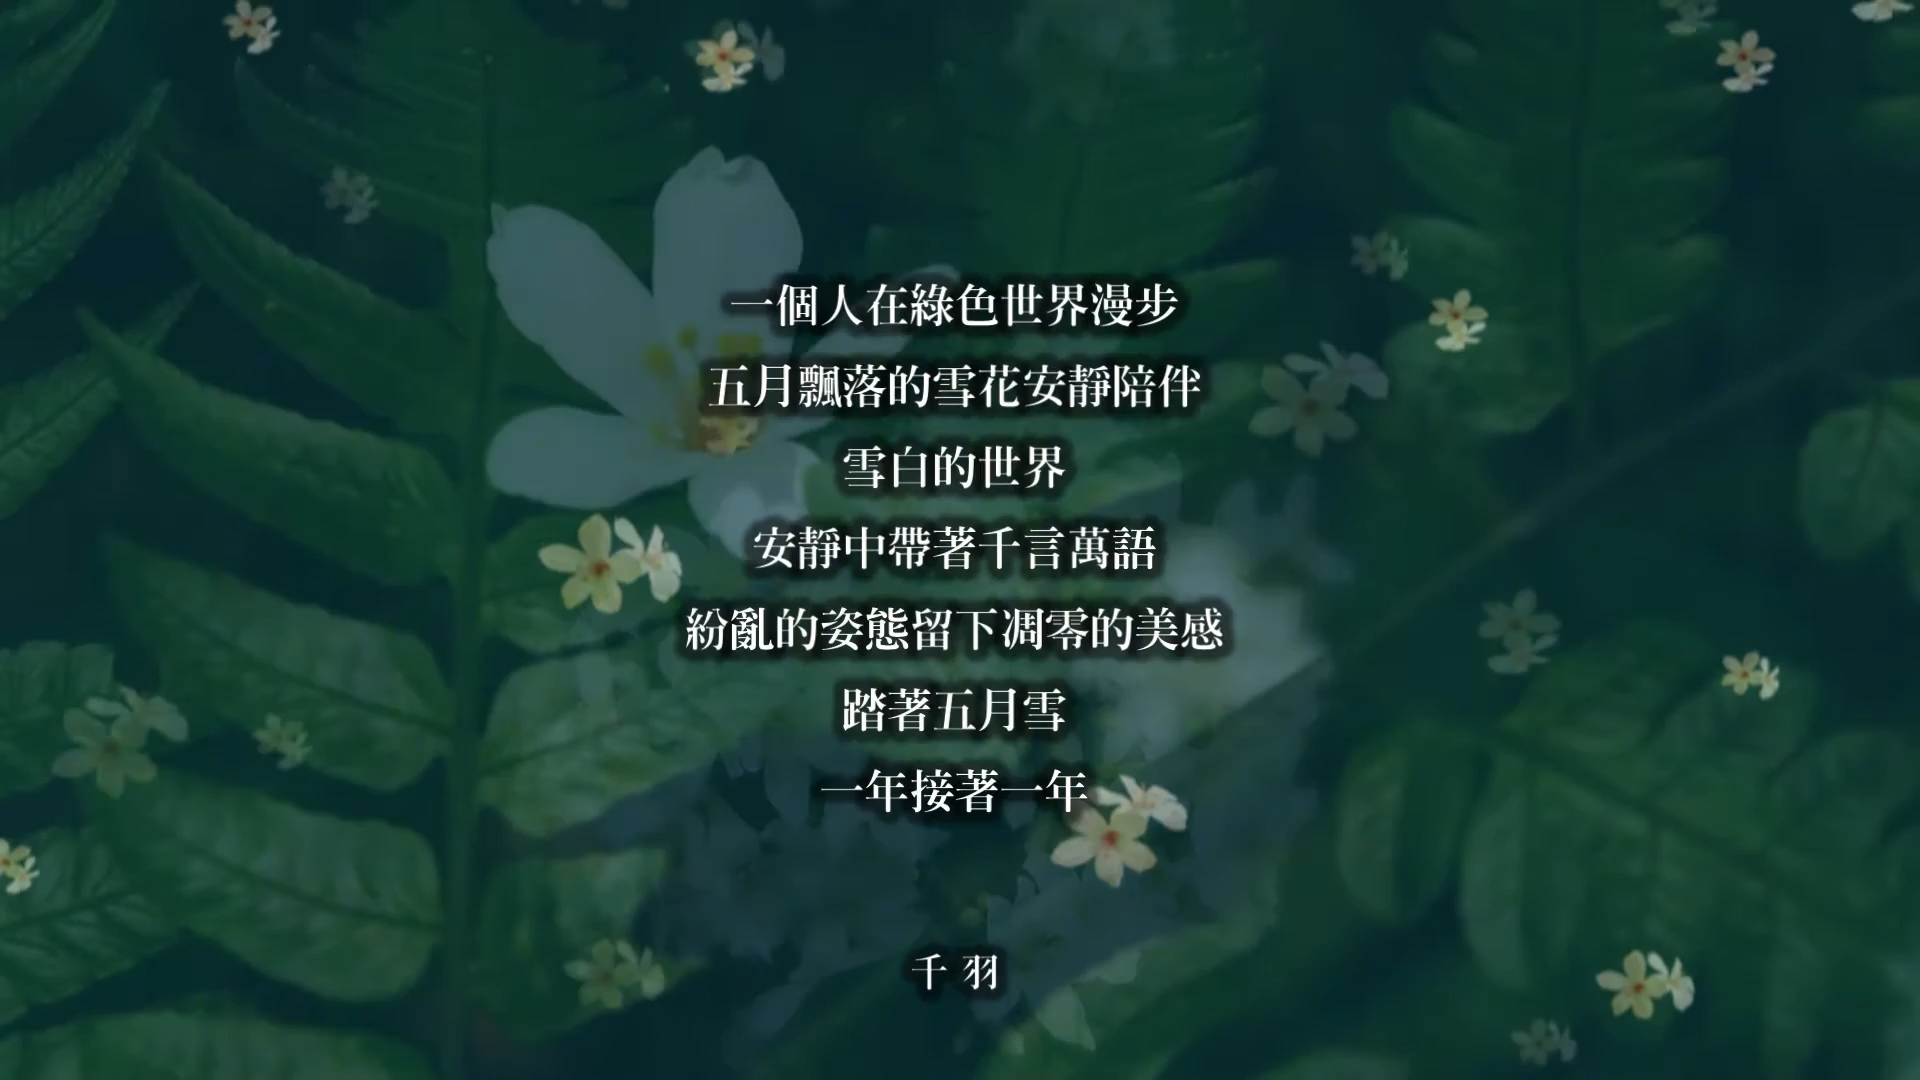 一個人在綠色世界漫步
五月飄落的雪花安靜陪伴
雪白的世界
安靜中帶著千言萬語
紛亂的姿態留下凋零的美感
踏著五月雪
一年接著一年
千羽